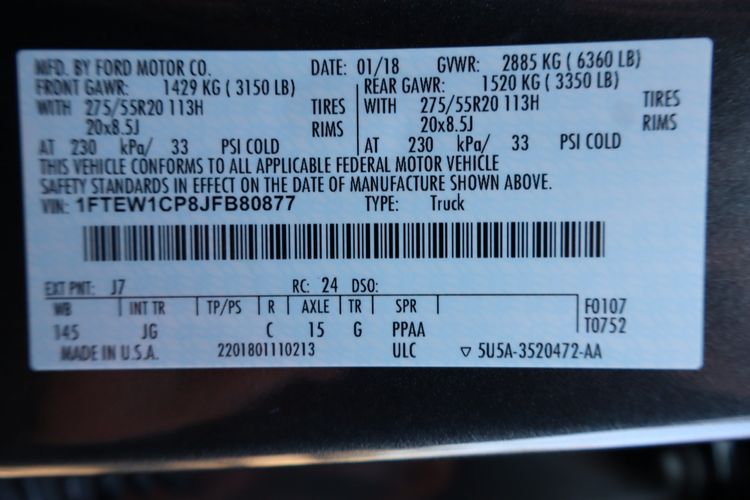 MFD. BY FORD MOTOR CO. DATE: 01/18 GVWR: 2885 KG ( 6360 LB)
FRONT GAWR: 1429 KG ( 3150 LB) REAR GAWR: 1520 KG ( 3350 LB)
WITH 275/55R20 113H TIRES WITH 275/55R20 113H TIRES
20x8.5J RIMS 20x8.5J RIMS
AT 230 kPa/ 33 PSI COLD AT 230 kPa/ 33 PSI COLD
THIS VEHICLE CONFORMS TO ALL APPLICABLE FEDERAL MOTOR VEHICLE
SAFETY STANDARDS IN EFFECT ON THE DATE OF MANUFACTURE SHOWN ABOVE.
VIN: 1FTEW1CP8JFB80877 TYPE: Truck
EXT PNT: J7 RC: 24 DSO:
WB INT TR TP/PS R AXLE TR SPR F0107
145 JG C 15 G PPAA T0752
MADE IN U.S.A. 2201801110213 ULC ▽ 5U5A-3520472-AA